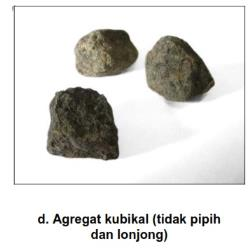 d. Agregat kubikal (tidak pipih
dan lonjong)